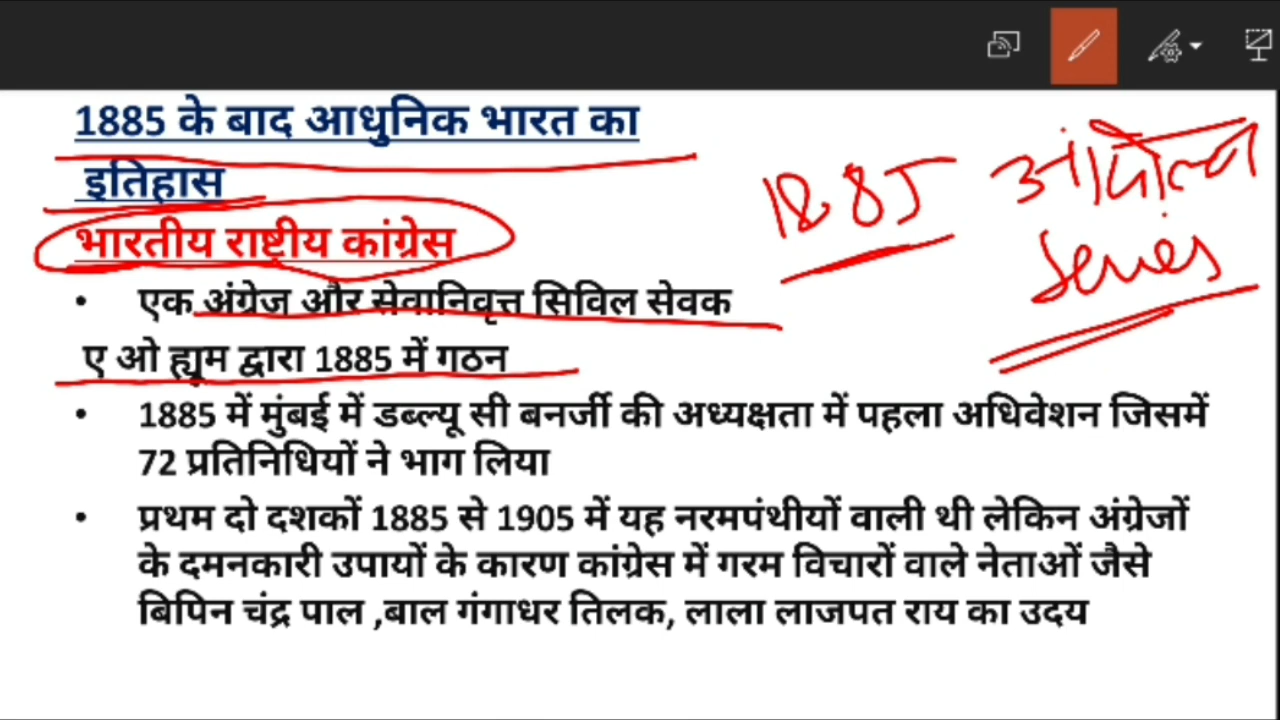 1885 के बाद आधुनिक भारत का
इतिहास
भारतीय राष्ट्रीय कांग्रेस
• एक अंग्रेज और सेवानिवृत्त सिविल सेवक
ए ओ ह्यूम द्वारा 1885 में गठन
• 1885 में मुंबई में डब्ल्यू सी बनर्जी की अध्यक्षता में पहला अधिवेशन जिसमें
72 प्रतिनिधियों ने भाग लिया
• प्रथम दो दशकों 1885 से 1905 में यह नरमपंथीयों वाली थी लेकिन अंग्रेजों
के दमनकारी उपायों के कारण कांग्रेस में गरम विचारों वाले नेताओं जैसे
बिपिन चंद्र पाल ,बाल गंगाधर तिलक, लाला लाजपत राय का उदय
1885
series